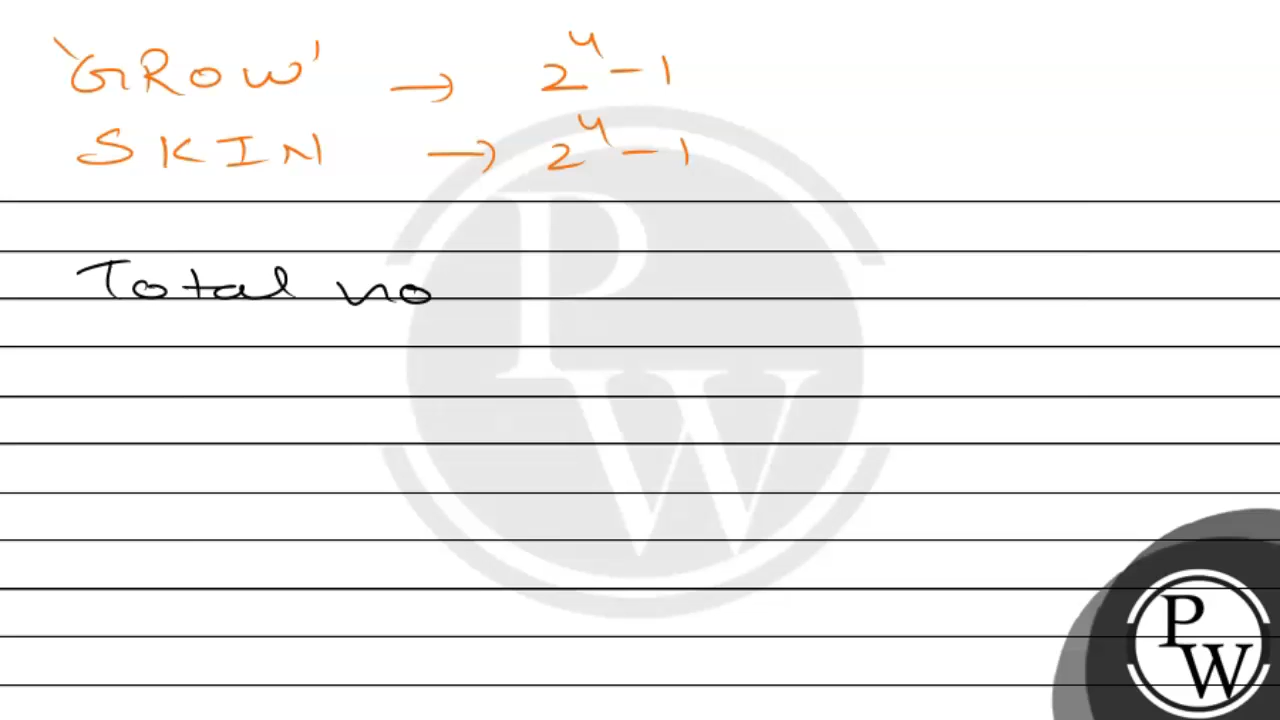 'GROW' → 2⁴ - 1
SKIN → 2⁴ - 1
Total no
P
W
P
W